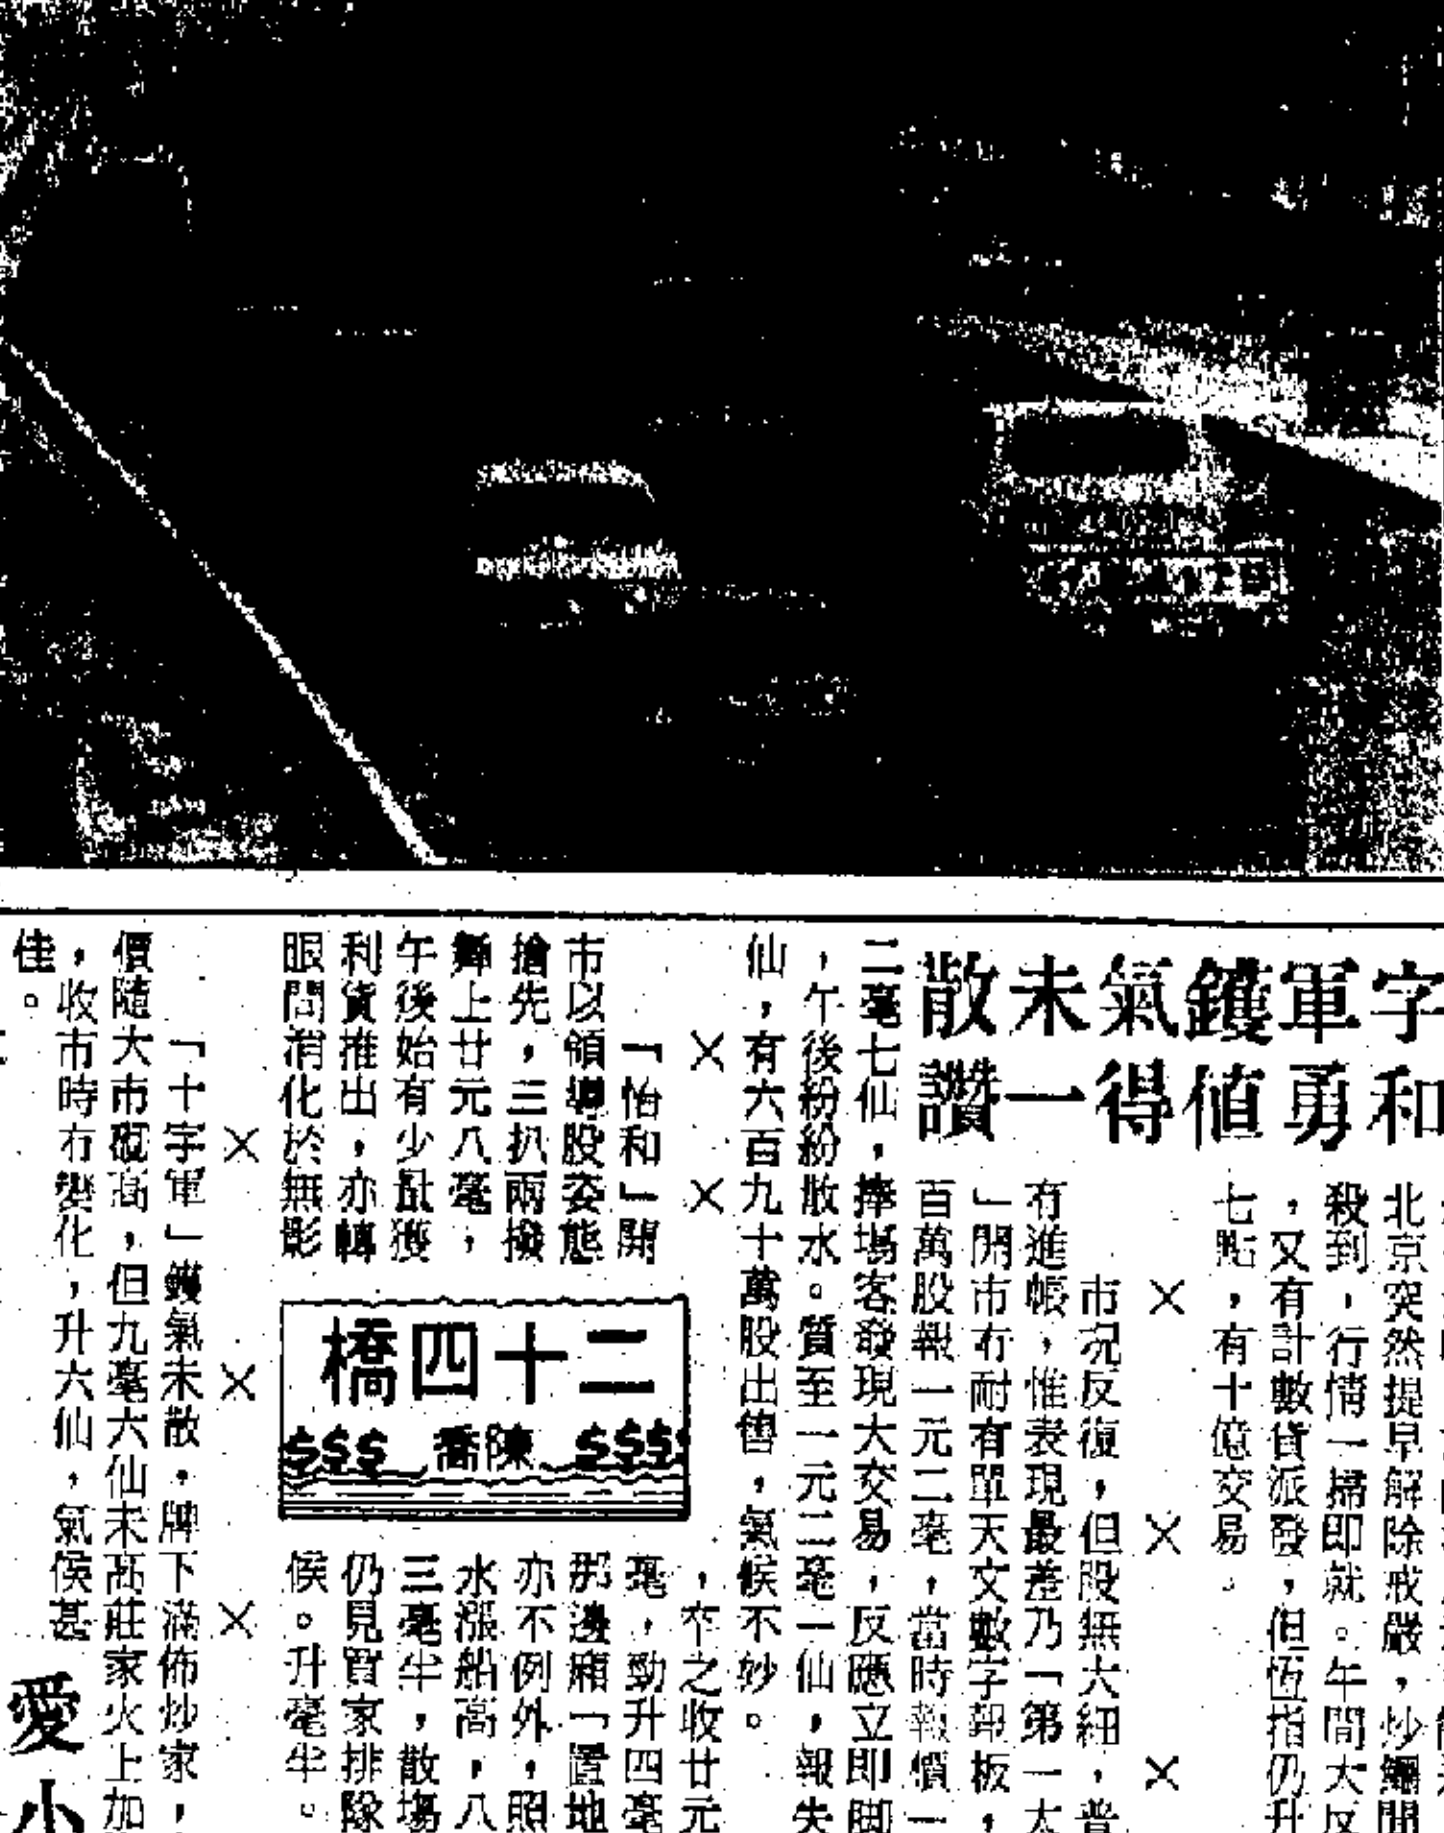 字軍鑊氣未散
和勇值得一讚
北京突然提早解除戒嚴，炒鱷開
殺到，行情一掃即就。午間大反
，又有計數貨派發，但恆指仍升
七點，有十億交易。
×××
市況反復，但股無大細，普
有進帳，惟表現最差乃「第一太
」開市冇耐有單天文數字報板，
百萬股報一元二毫，當時報價一
二毫七仙，捧場客發現大交易，反應立即脚
，午後紛紛散水。質至一元二毫一仙，報失
仙，有六百九十萬股出售，氣候不妙。
××
「怡和」開
市以領導股姿態
搶先，三扒兩撥
舞上廿元八毫，
午後始有少量獲
利貨推出，亦轉
眼間消化於無影
二十四橋
$$$ 陳喬 $$$$
，卒之收廿元
毫，勁升四毫
那邊廂「置地
亦不例外，照
水漲船高，八
三毫半，散場
仍見買家排隊
候。升毫半。
×××
「十字軍」鑊氣未散，牌下滿佈炒家，
價隨大市礙高，但九毫六仙未高莊家火上加
，收市時冇變化，升六仙，氣候甚
佳。
愛小